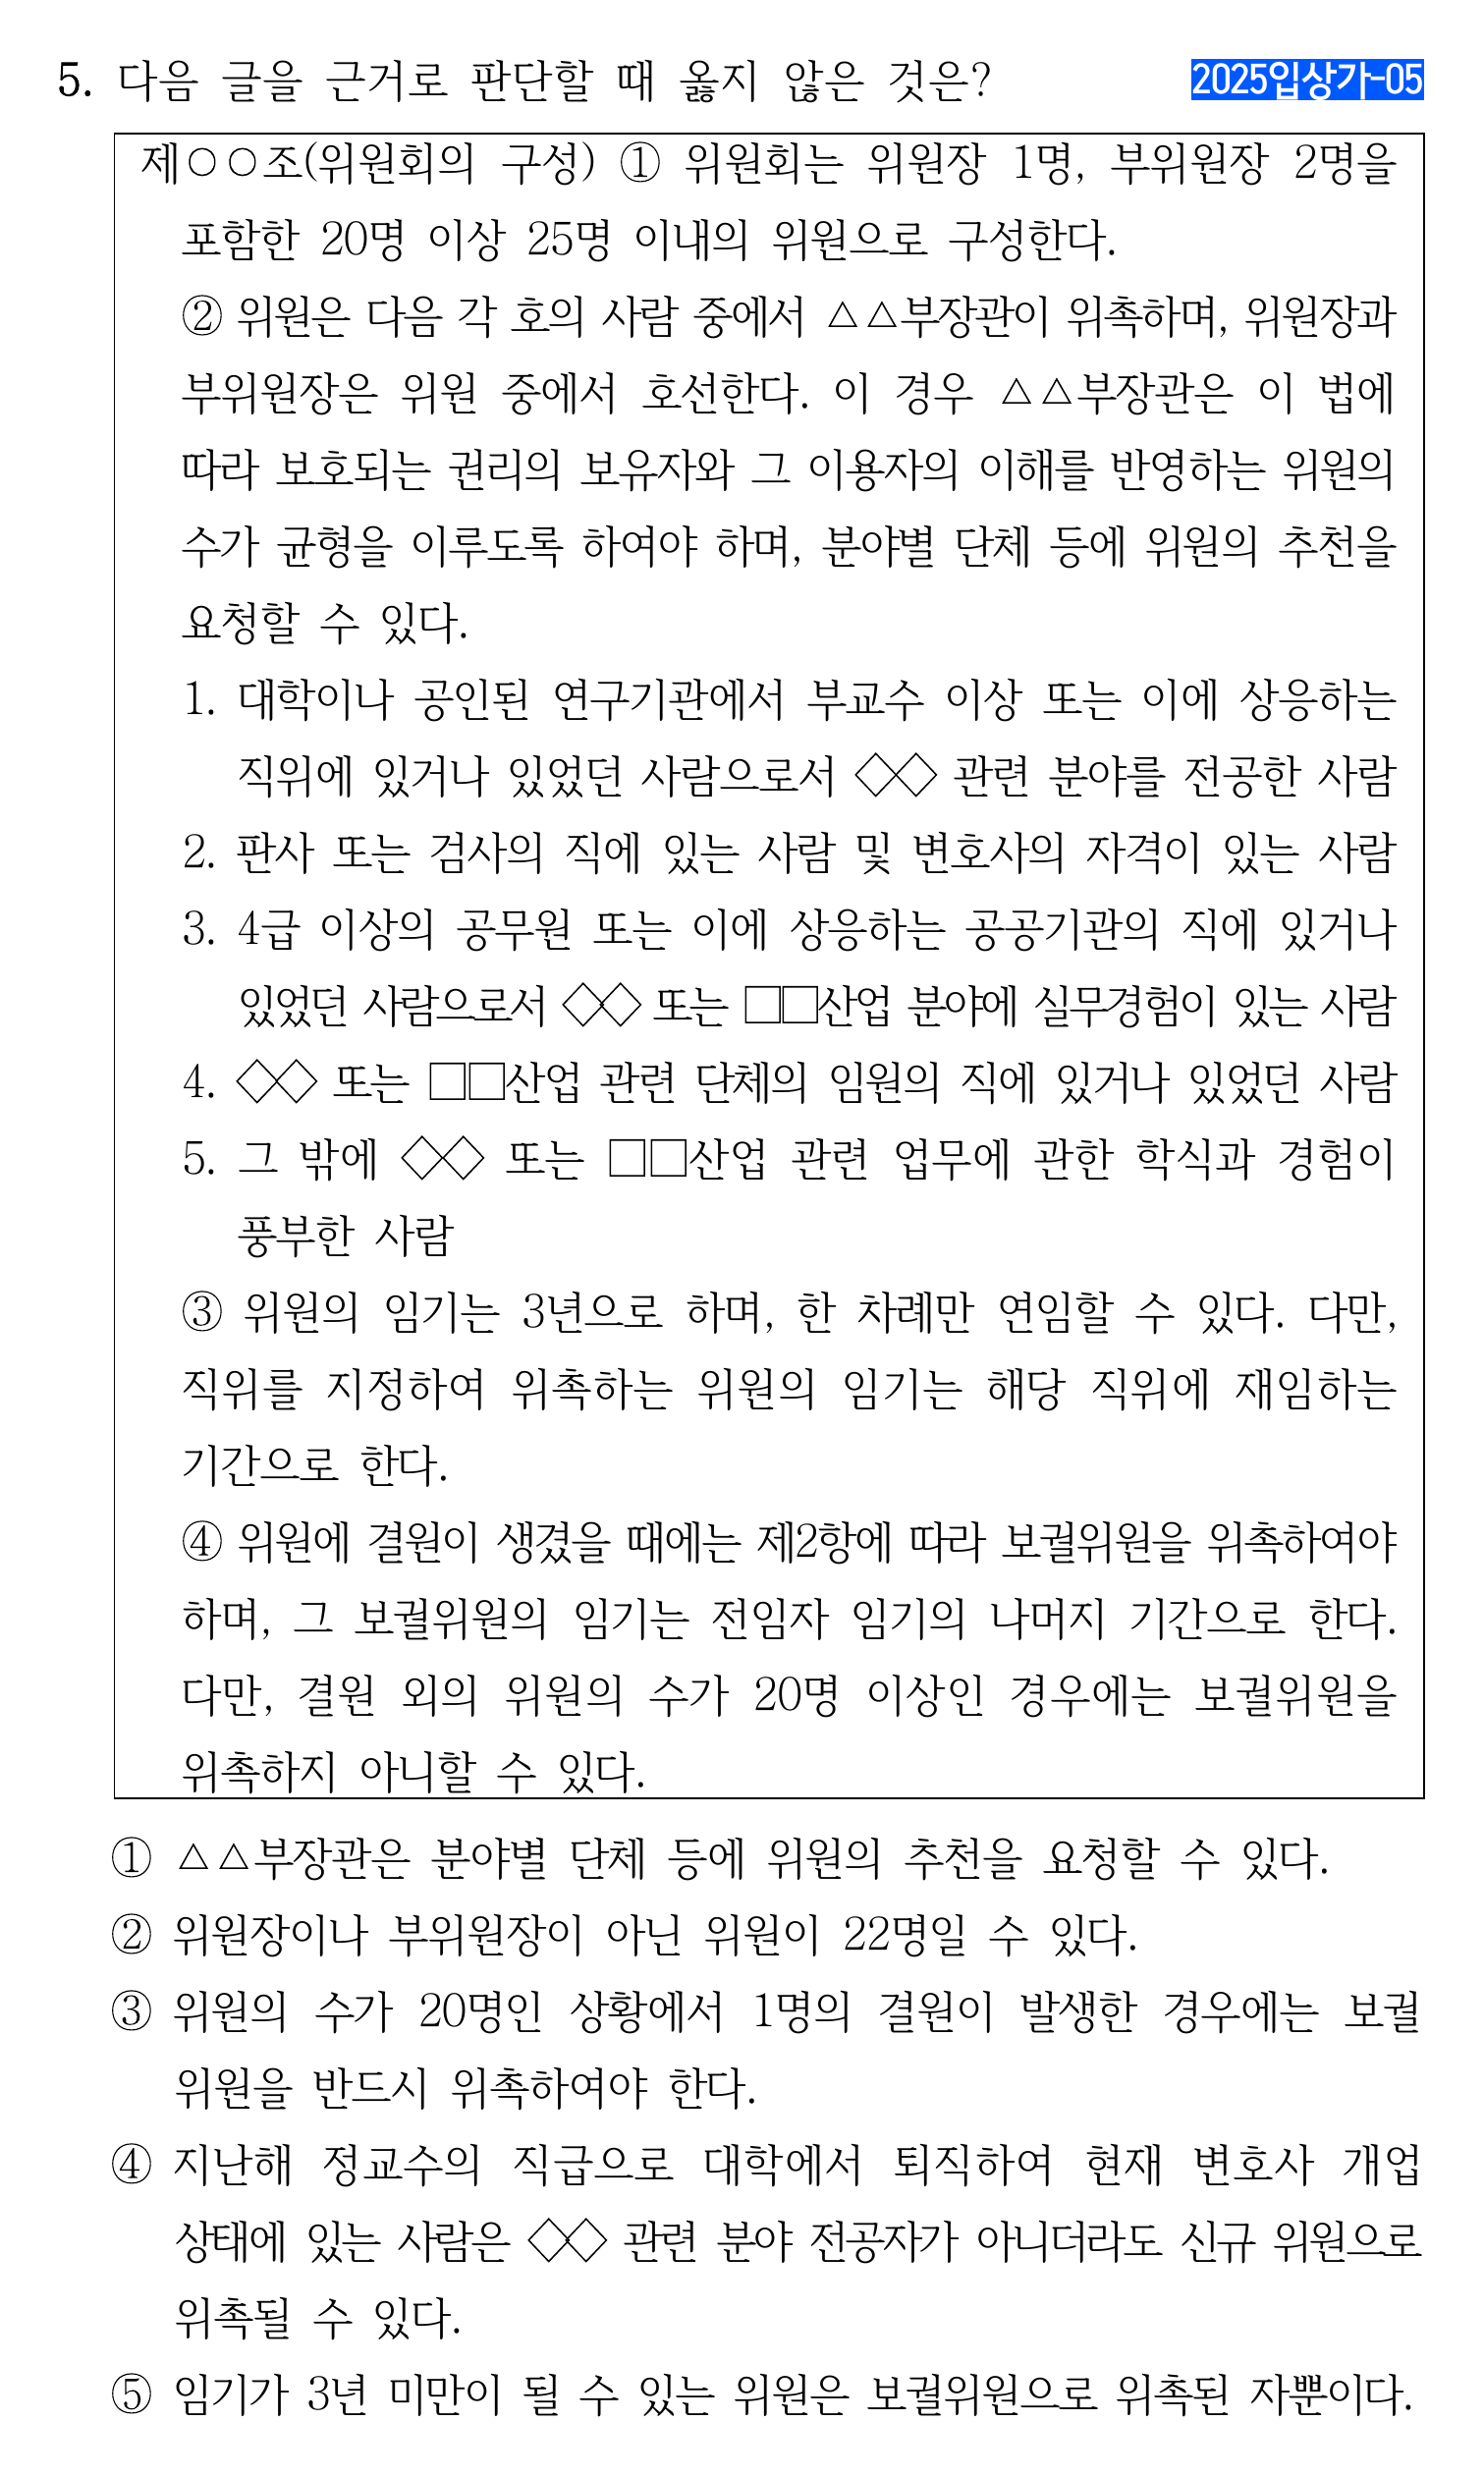 5. 다음 글을 근거로 판단할 때 옳지 않은 것은? 2025입상가-05
제○○조(위원회의 구성) ① 위원회는 위원장 1명, 부위원장 2명을
포함한 20명 이상 25명 이내의 위원으로 구성한다.
② 위원은 다음 각 호의 사람 중에서 △△부장관이 위촉하며, 위원장과
부위원장은 위원 중에서 호선한다. 이 경우 △△부장관은 이 법에
따라 보호되는 권리의 보유자와 그 이용자의 이해를 반영하는 위원의
수가 균형을 이루도록 하여야 하며, 분야별 단체 등에 위원의 추천을
요청할 수 있다.
1. 대학이나 공인된 연구기관에서 부교수 이상 또는 이에 상응하는
직위에 있거나 있었던 사람으로서 ◇◇ 관련 분야를 전공한 사람
2. 판사 또는 검사의 직에 있는 사람 및 변호사의 자격이 있는 사람
3. 4급 이상의 공무원 또는 이에 상응하는 공공기관의 직에 있거나
있었던 사람으로서 ◇◇ 또는 □□산업 분야에 실무경험이 있는 사람
4. ◇◇ 또는 □□산업 관련 단체의 임원의 직에 있거나 있었던 사람
5. 그 밖에 ◇◇ 또는 □□산업 관련 업무에 관한 학식과 경험이
풍부한 사람
③ 위원의 임기는 3년으로 하며, 한 차례만 연임할 수 있다. 다만,
직위를 지정하여 위촉하는 위원의 임기는 해당 직위에 재임하는
기간으로 한다.
④ 위원에 결원이 생겼을 때에는 제2항에 따라 보궐위원을 위촉하여야
하며, 그 보궐위원의 임기는 전임자 임기의 나머지 기간으로 한다.
다만, 결원 외의 위원의 수가 20명 이상인 경우에는 보궐위원을
위촉하지 아니할 수 있다.
① △△부장관은 분야별 단체 등에 위원의 추천을 요청할 수 있다.
② 위원장이나 부위원장이 아닌 위원이 22명일 수 있다.
③ 위원의 수가 20명인 상황에서 1명의 결원이 발생한 경우에는 보궐
위원을 반드시 위촉하여야 한다.
④ 지난해 정교수의 직급으로 대학에서 퇴직하여 현재 변호사 개업
상태에 있는 사람은 ◇◇ 관련 분야 전공자가 아니더라도 신규 위원으로
위촉될 수 있다.
⑤ 임기가 3년 미만이 될 수 있는 위원은 보궐위원으로 위촉된 자뿐이다.